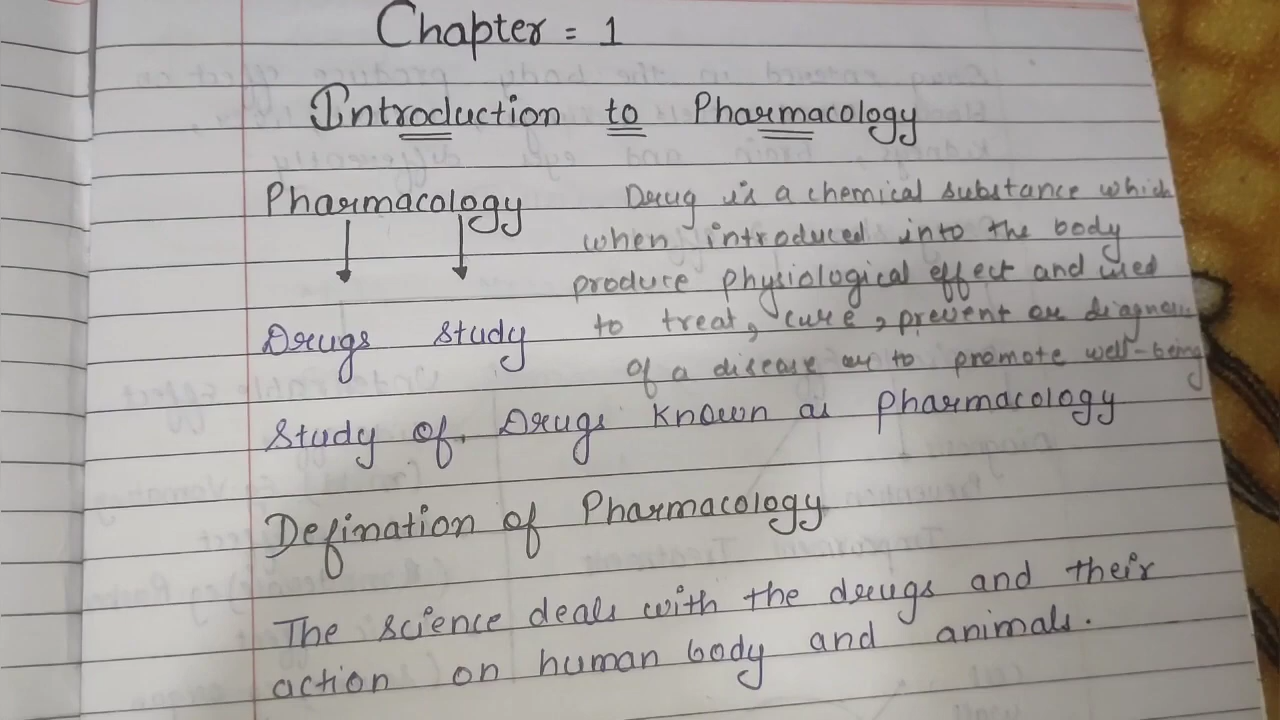 Chapter = 1
Introduction to Pharmacology
Pharmacology
Drugs study
Drug is a chemical substance which
when introduced into the body
produce physiological effect and used
to treat, cure, prevent or
of a disease or to promote well-being
Study of Drugs known as pharmacology
Defination of Pharmacology
The science deals with the drugs and their
action on human body and animals.